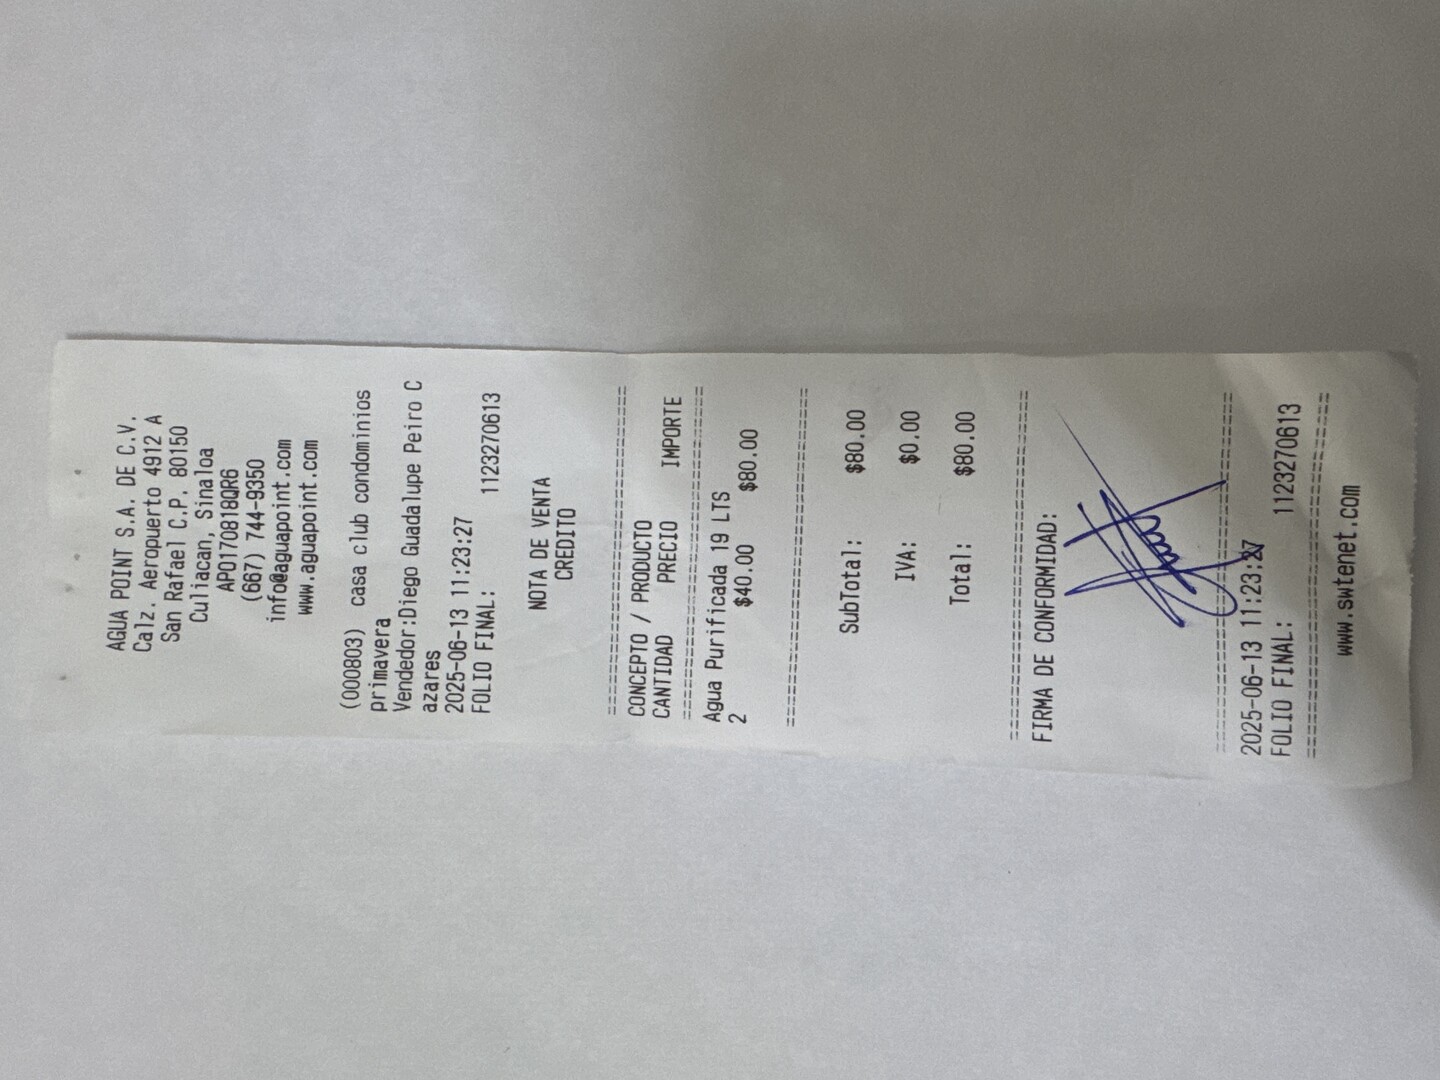 AGUA POINT S.A. DE C.V.
Calz. Aeropuerto 4912 A
San Rafael C.P. 80150
Culiacan, Sinaloa
APO170818QR6
(667) 744-9350
info@aguapoint.com
www.aguapoint.com
(000803) casa club condominios
primavera
Vendedor:Diego Guadalupe Peiro C
azares
2025-06-13 11:23:27
FOLIO FINAL: 1123270613
NOTA DE VENTA
CREDITO
CONCEPTO / PRODUCTO
CANTIDAD PRECIO IMPORTE
Agua Purificada 19 LTS
2 $40.00 $80.00
SubTotal: $80.00
IVA: $0.00
Total: $80.00
FIRMA DE CONFORMIDAD:
2025-06-13 11:23:27
FOLIO FINAL: 1123270613
www.swtenet.com